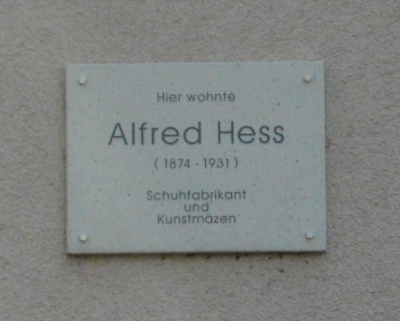 Hier wohnte
Alfred Hess
( 1874 - 1931 )
Schuhfabrikant
und
Kunstmäzen